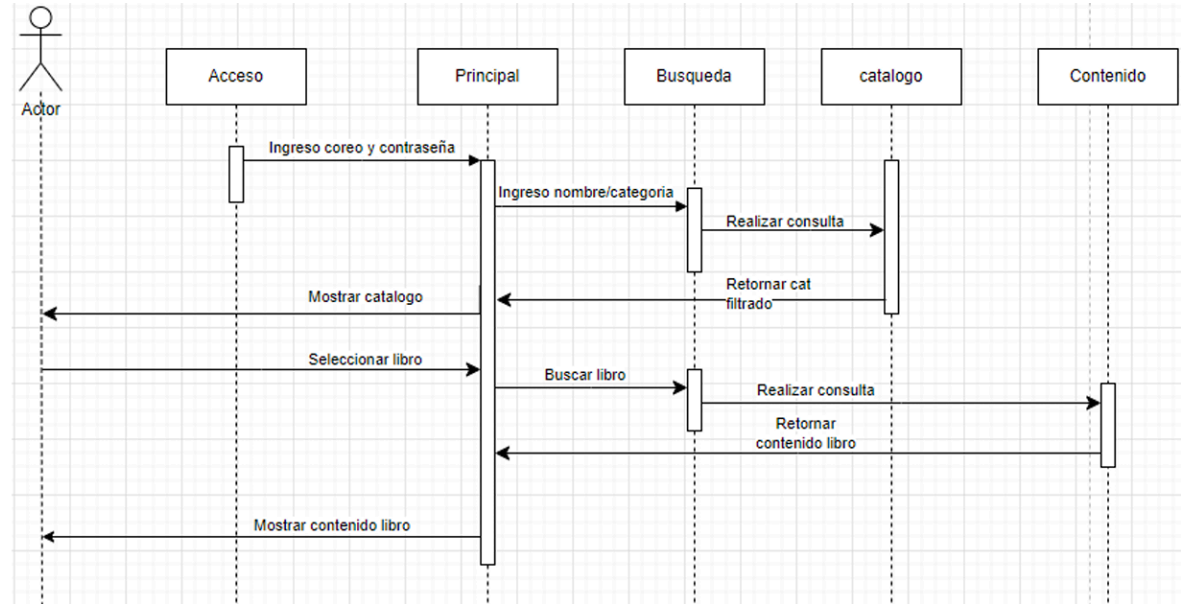 Actor
Acceso
Principal
Busqueda
catalogo
Contenido
Ingreso coreo y contraseña
Ingreso nombre/categoria
Realizar consulta
Retornar cat
filtrado
Mostrar catalogo
Seleccionar libro
Buscar libro
Realizar consulta
Retornar
contenido libro
Mostrar contenido libro